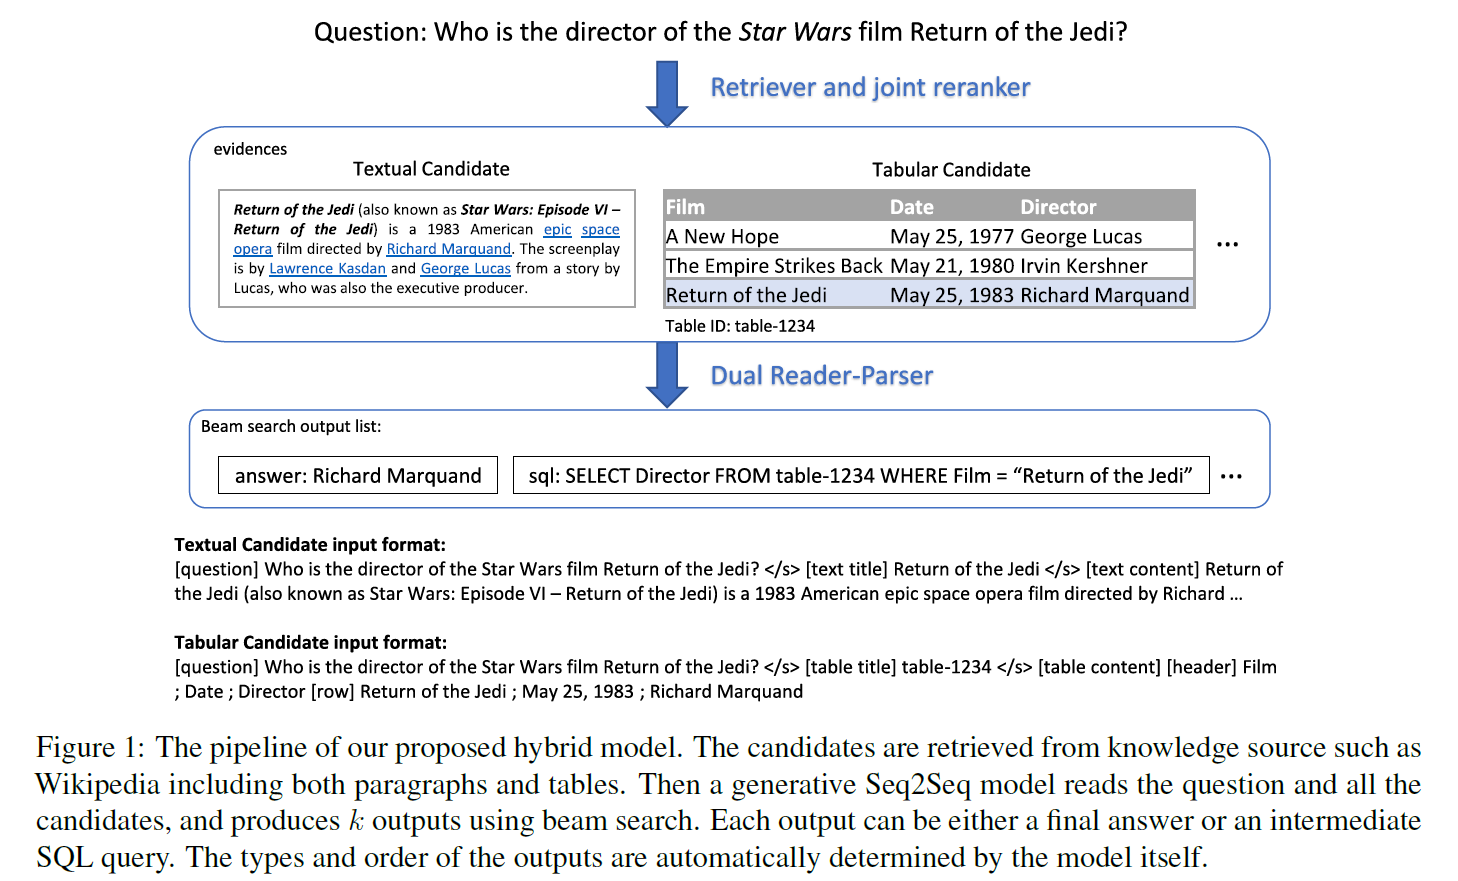 Question: Who is the director of the Star Wars film Return of the Jedi?
Retriever and joint reranker
evidences
Textual Candidate
Return of the Jedi (also known as Star Wars: Episode VI –
Return of the Jedi) is a 1983 American epic space
opera film directed by Richard Marquand. The screenplay
is by Lawrence Kasdan and George Lucas from a story by
Lucas, who was also the executive producer.
Tabular Candidate
Film Date Director
A New Hope May 25, 1977 George Lucas
The Empire Strikes Back May 21, 1980 Irvin Kershner
Return of the Jedi May 25, 1983 Richard Marquand
...
Table ID: table-1234
Dual Reader-Parser
Beam search output list:
answer: Richard Marquand
sql: SELECT Director FROM table-1234 WHERE Film = “Return of the Jedi”
...
Textual Candidate input format:
[question] Who is the director of the Star Wars film Return of the Jedi? </s> [text title] Return of the Jedi </s> [text content] Return of
the Jedi (also known as Star Wars: Episode VI – Return of the Jedi) is a 1983 American epic space opera film directed by Richard ...
Tabular Candidate input format:
[question] Who is the director of the Star Wars film Return of the Jedi? </s> [table title] table-1234 </s> [table content] [header] Film
; Date ; Director [row] Return of the Jedi ; May 25, 1983 ; Richard Marquand
Figure 1: The pipeline of our proposed hybrid model. The candidates are retrieved from knowledge source such as
Wikipedia including both paragraphs and tables. Then a generative Seq2Seq model reads the question and all the
candidates, and produces k outputs using beam search. Each output can be either a final answer or an intermediate
SQL query. The types and order of the outputs are automatically determined by the model itself.